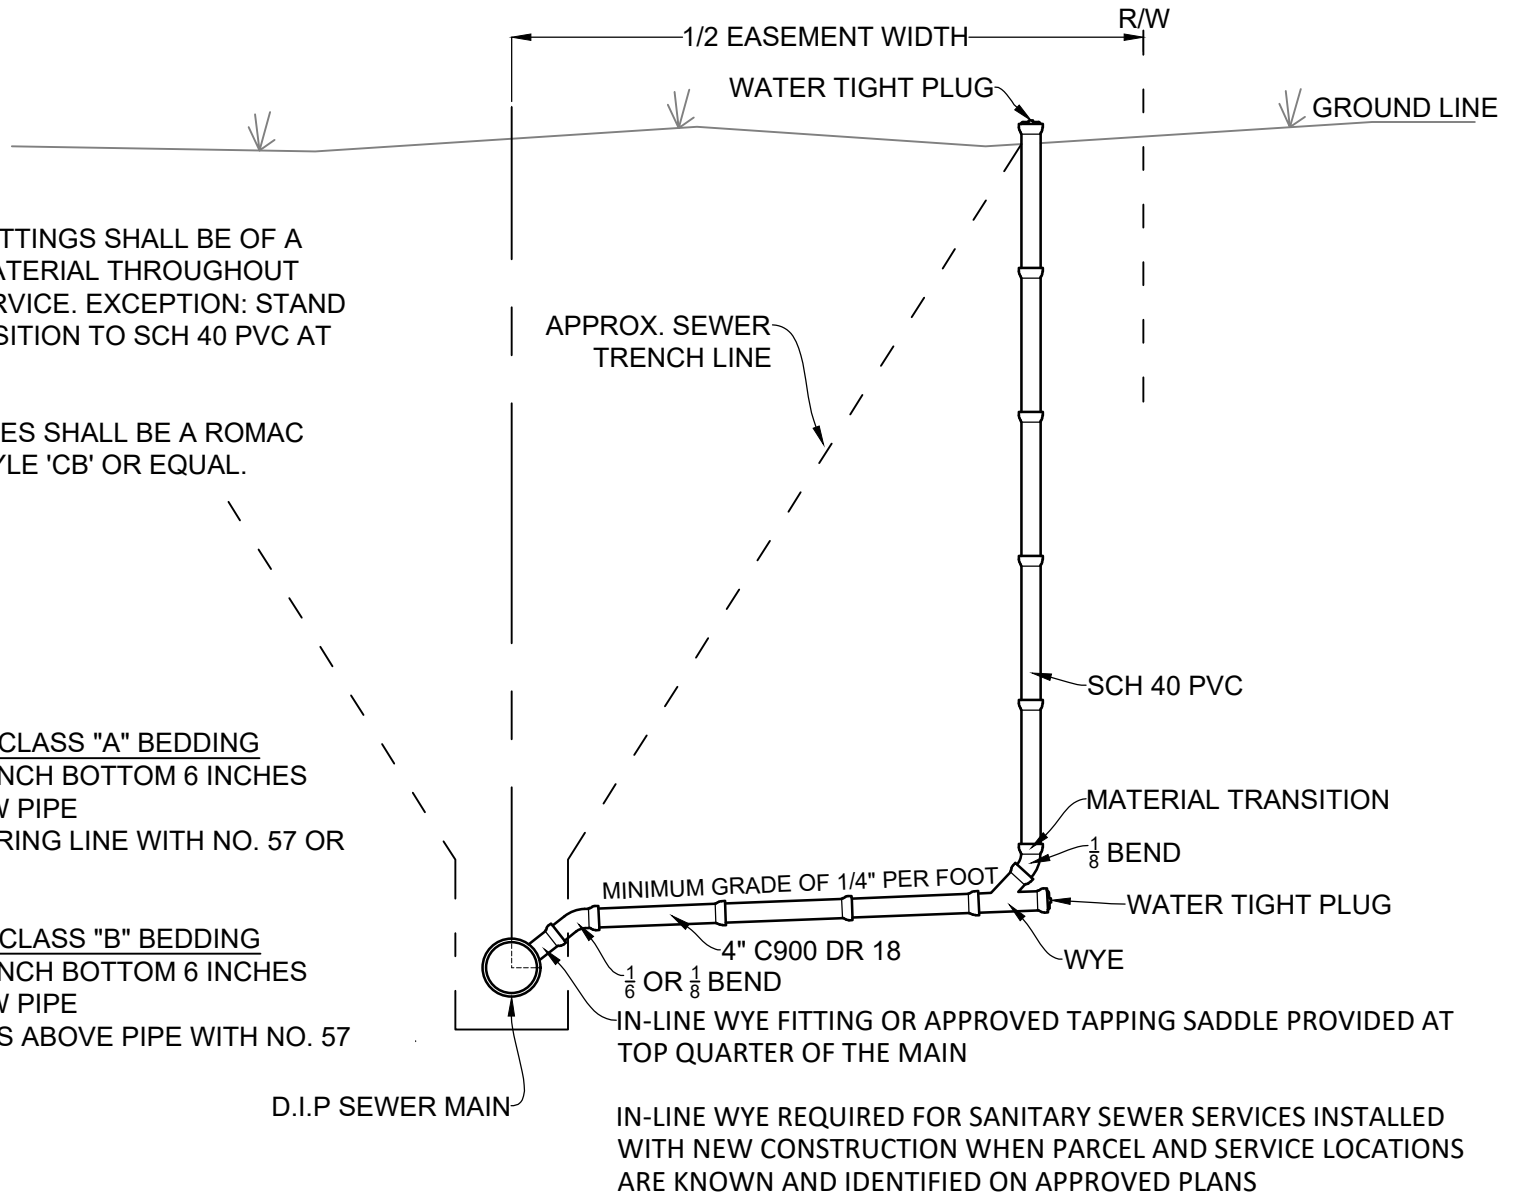 R/W
1/2 EASEMENT WIDTH
WATER TIGHT PLUG
GROUND LINE
TTINGS SHALL BE OF A
ATERIAL THROUGHOUT
RVICE. EXCEPTION: STAND
SITION TO SCH 40 PVC AT
APPROX. SEWER
TRENCH LINE
ES SHALL BE A ROMAC
YLE 'CB' OR EQUAL.
SCH 40 PVC
CLASS "A" BEDDING
NCH BOTTOM 6 INCHES
W PIPE
RING LINE WITH NO. 57 OR
MATERIAL TRANSITION
1/8 BEND
MINIMUM GRADE OF 1/4" PER FOOT
WATER TIGHT PLUG
CLASS "B" BEDDING
NCH BOTTOM 6 INCHES
W PIPE
S ABOVE PIPE WITH NO. 57
4" C900 DR 18
WYE
1/6 OR 1/8 BEND
IN-LINE WYE FITTING OR APPROVED TAPPING SADDLE PROVIDED AT
TOP QUARTER OF THE MAIN
D.I.P SEWER MAIN
IN-LINE WYE REQUIRED FOR SANITARY SEWER SERVICES INSTALLED
WITH NEW CONSTRUCTION WHEN PARCEL AND SERVICE LOCATIONS
ARE KNOWN AND IDENTIFIED ON APPROVED PLANS